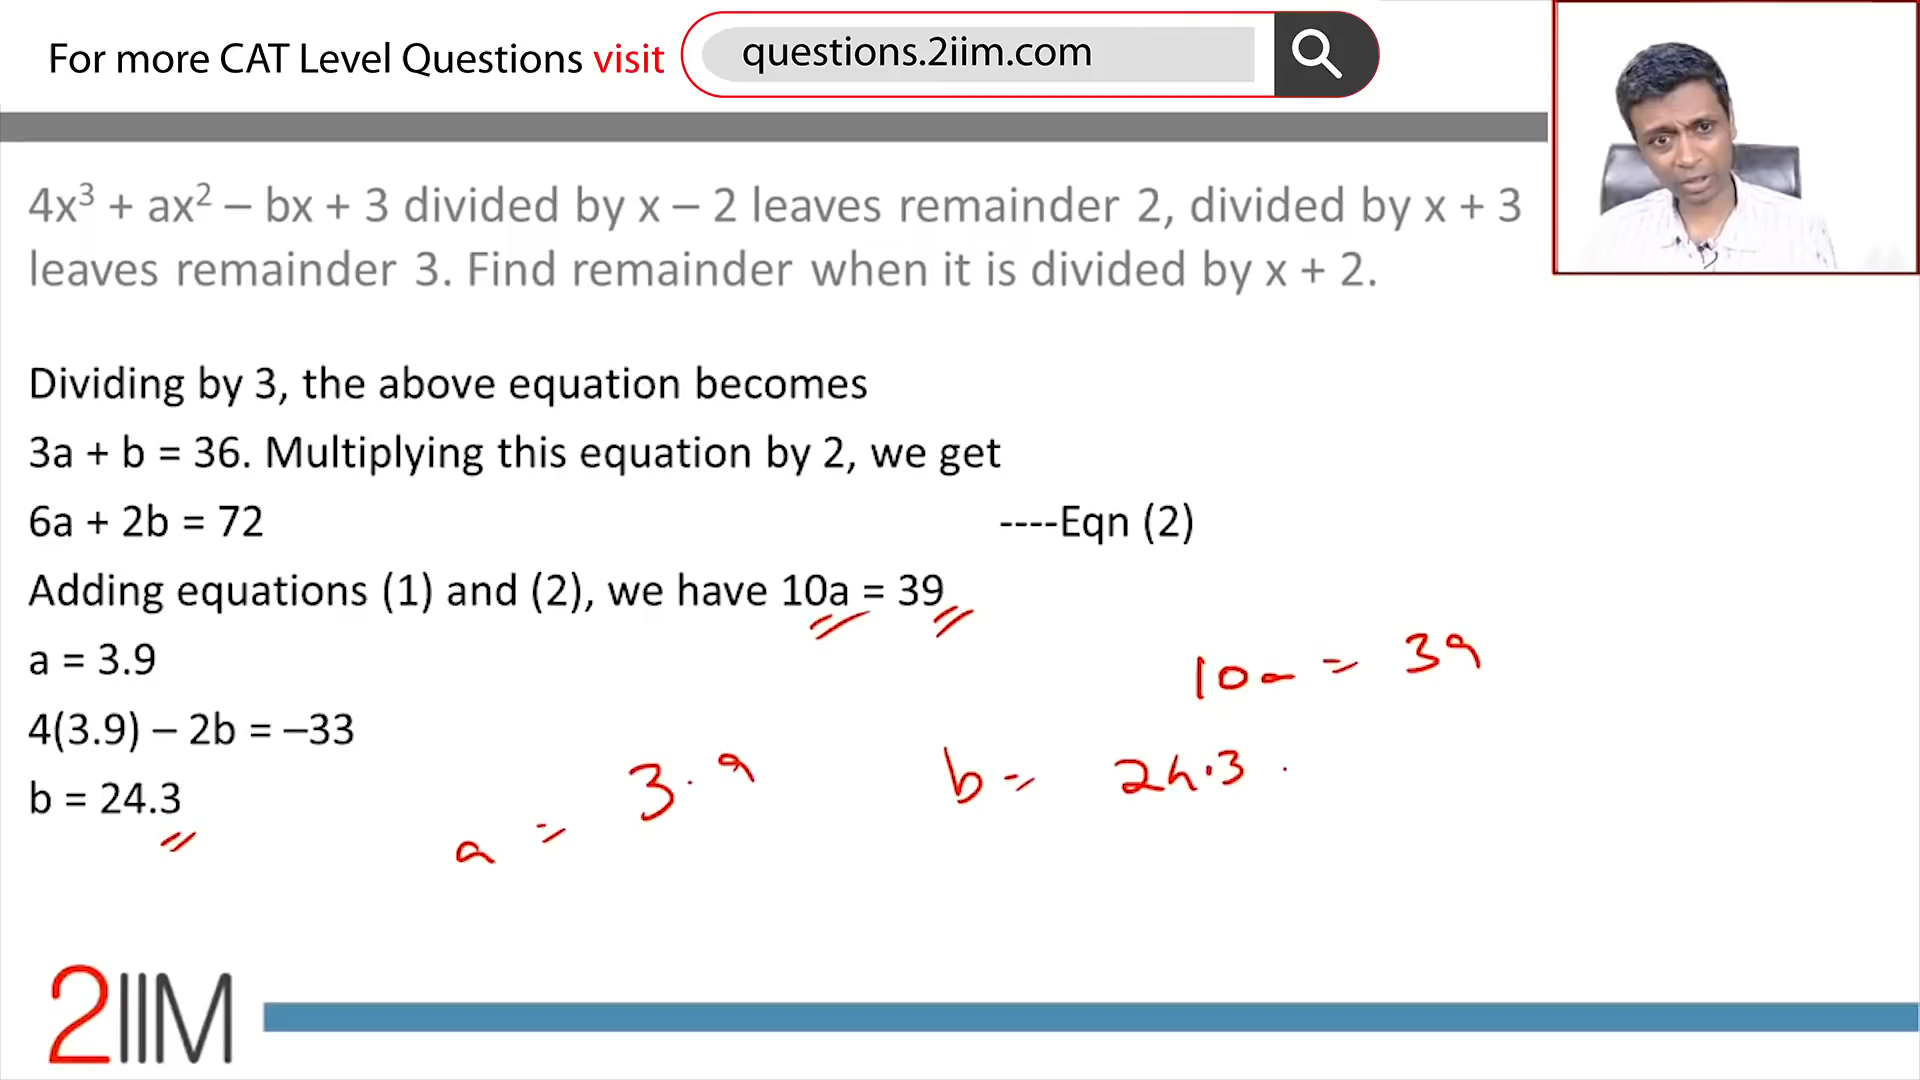 For more CAT Level Questions visit questions.2iim.com
4x³ + ax² – bx + 3 divided by x – 2 leaves remainder 2, divided by x + 3
leaves remainder 3. Find remainder when it is divided by x + 2.
Dividing by 3, the above equation becomes
3a + b = 36. Multiplying this equation by 2, we get
6a + 2b = 72 ----Eqn (2)
Adding equations (1) and (2), we have 10a = 39
a = 3.9
10a = 39
4(3.9) – 2b = –33
b = 24.3
a = 3.9
b = 24.3
2IIM